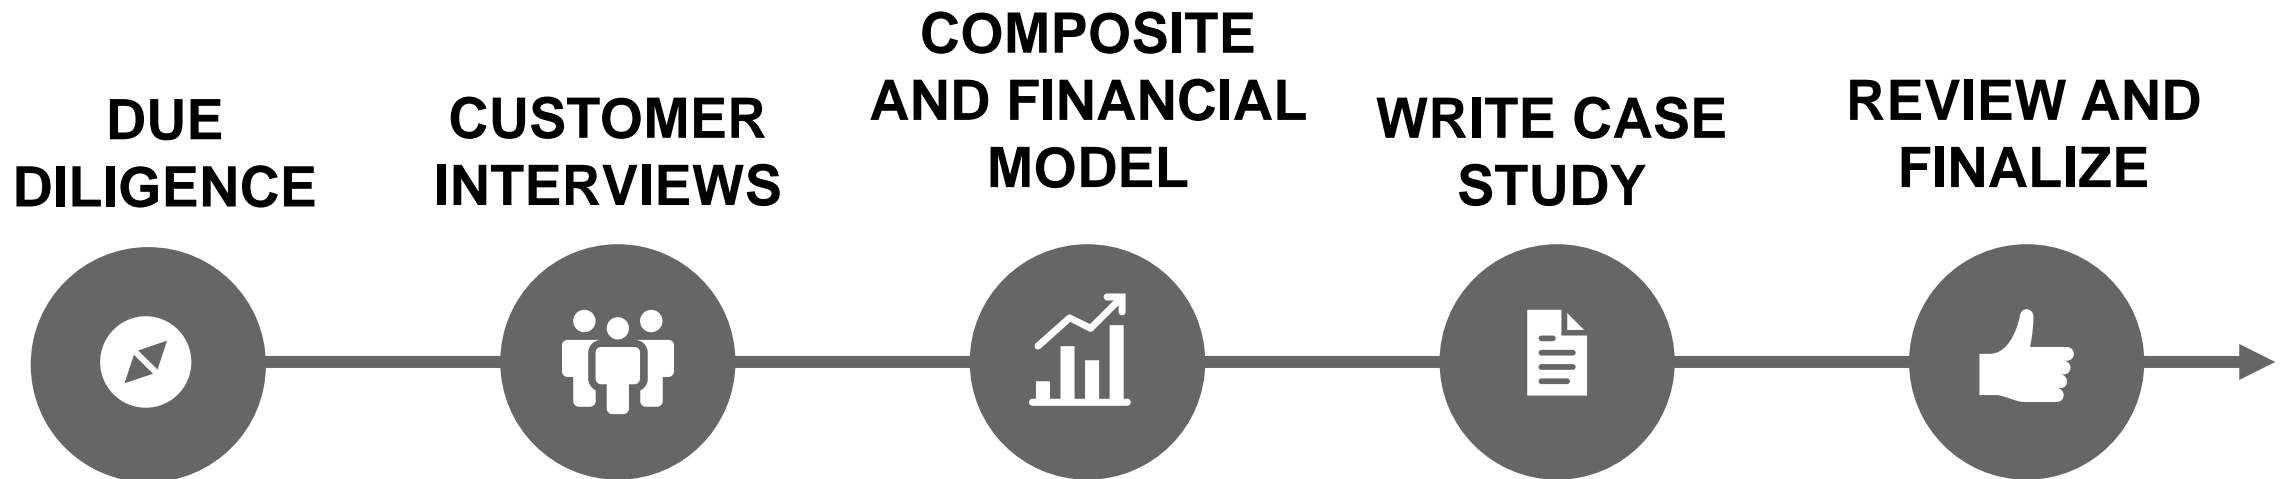 DUE
DILIGENCE
CUSTOMER
INTERVIEWS
COMPOSITE
AND FINANCIAL
MODEL
WRITE CASE
STUDY
REVIEW AND
FINALIZE